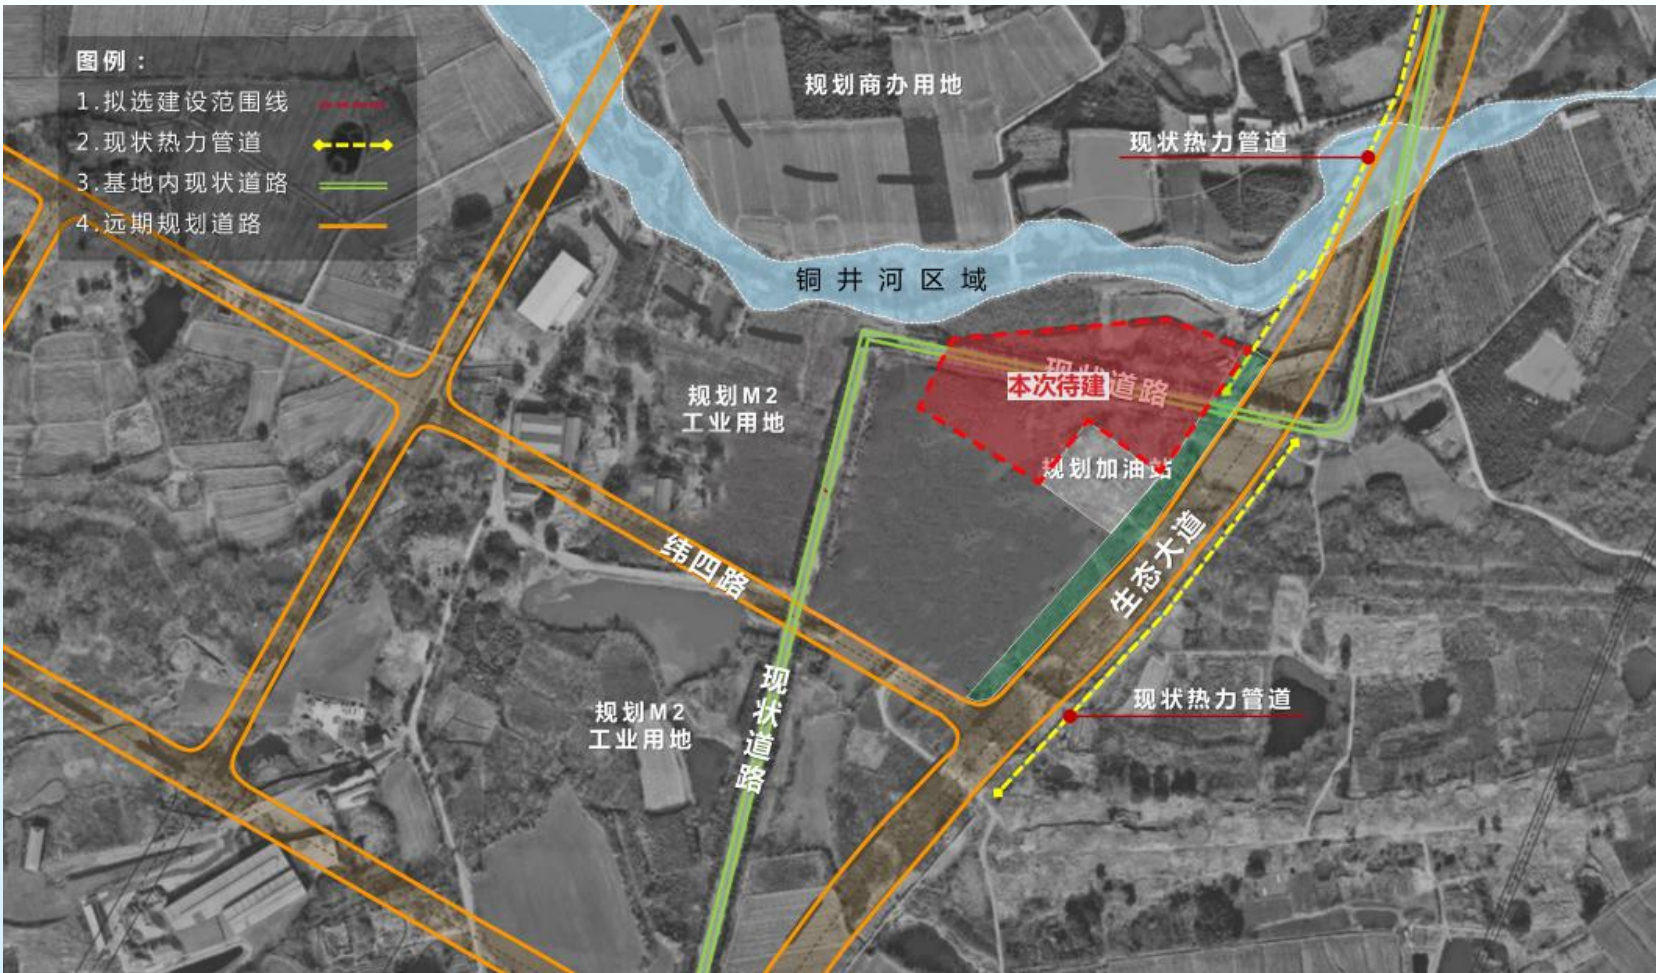 图例：
1.拟选建设范围线
2.现状热力管道
3.基地内现状道路
4.远期规划道路
规划商办用地
现状热力管道
铜井河区域
现状道路
本次待建
规划M2
工业用地
规划加油站
纬四路
生态大道
现状道路
规划M2
工业用地
现状热力管道